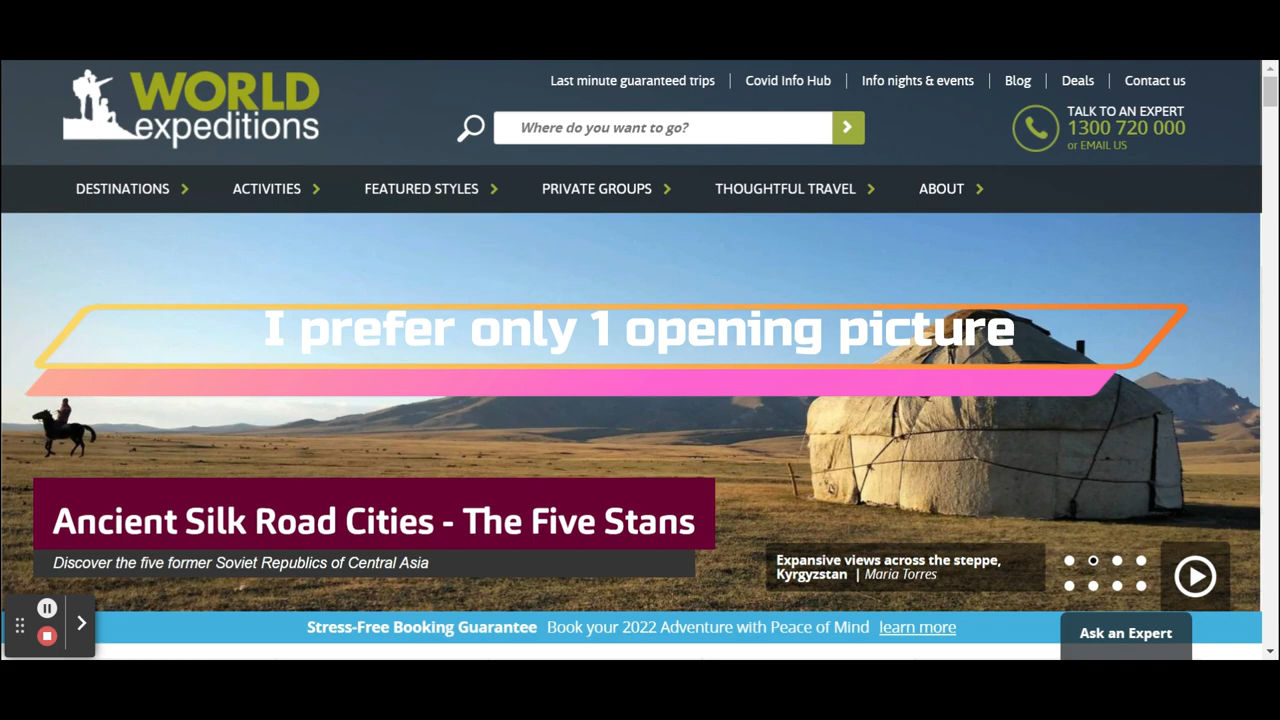 WORLD
expeditions
Last minute guaranteed trips
Covid Info Hub
Info nights & events
Blog
Deals
Contact us
Where do you want to go?
TALK TO AN EXPERT
1300 720 000
or EMAIL US
DESTINATIONS
ACTIVITIES
FEATURED STYLES
PRIVATE GROUPS
THOUGHTFUL TRAVEL
ABOUT
I prefer only 1 opening picture
Ancient Silk Road Cities - The Five Stans
Discover the five former Soviet Republics of Central Asia
Expansive views across the steppe,
Kyrgyzstan | Maria Torres
Stress-Free Booking Guarantee Book your 2022 Adventure with Peace of Mind learn more
Ask an Expert